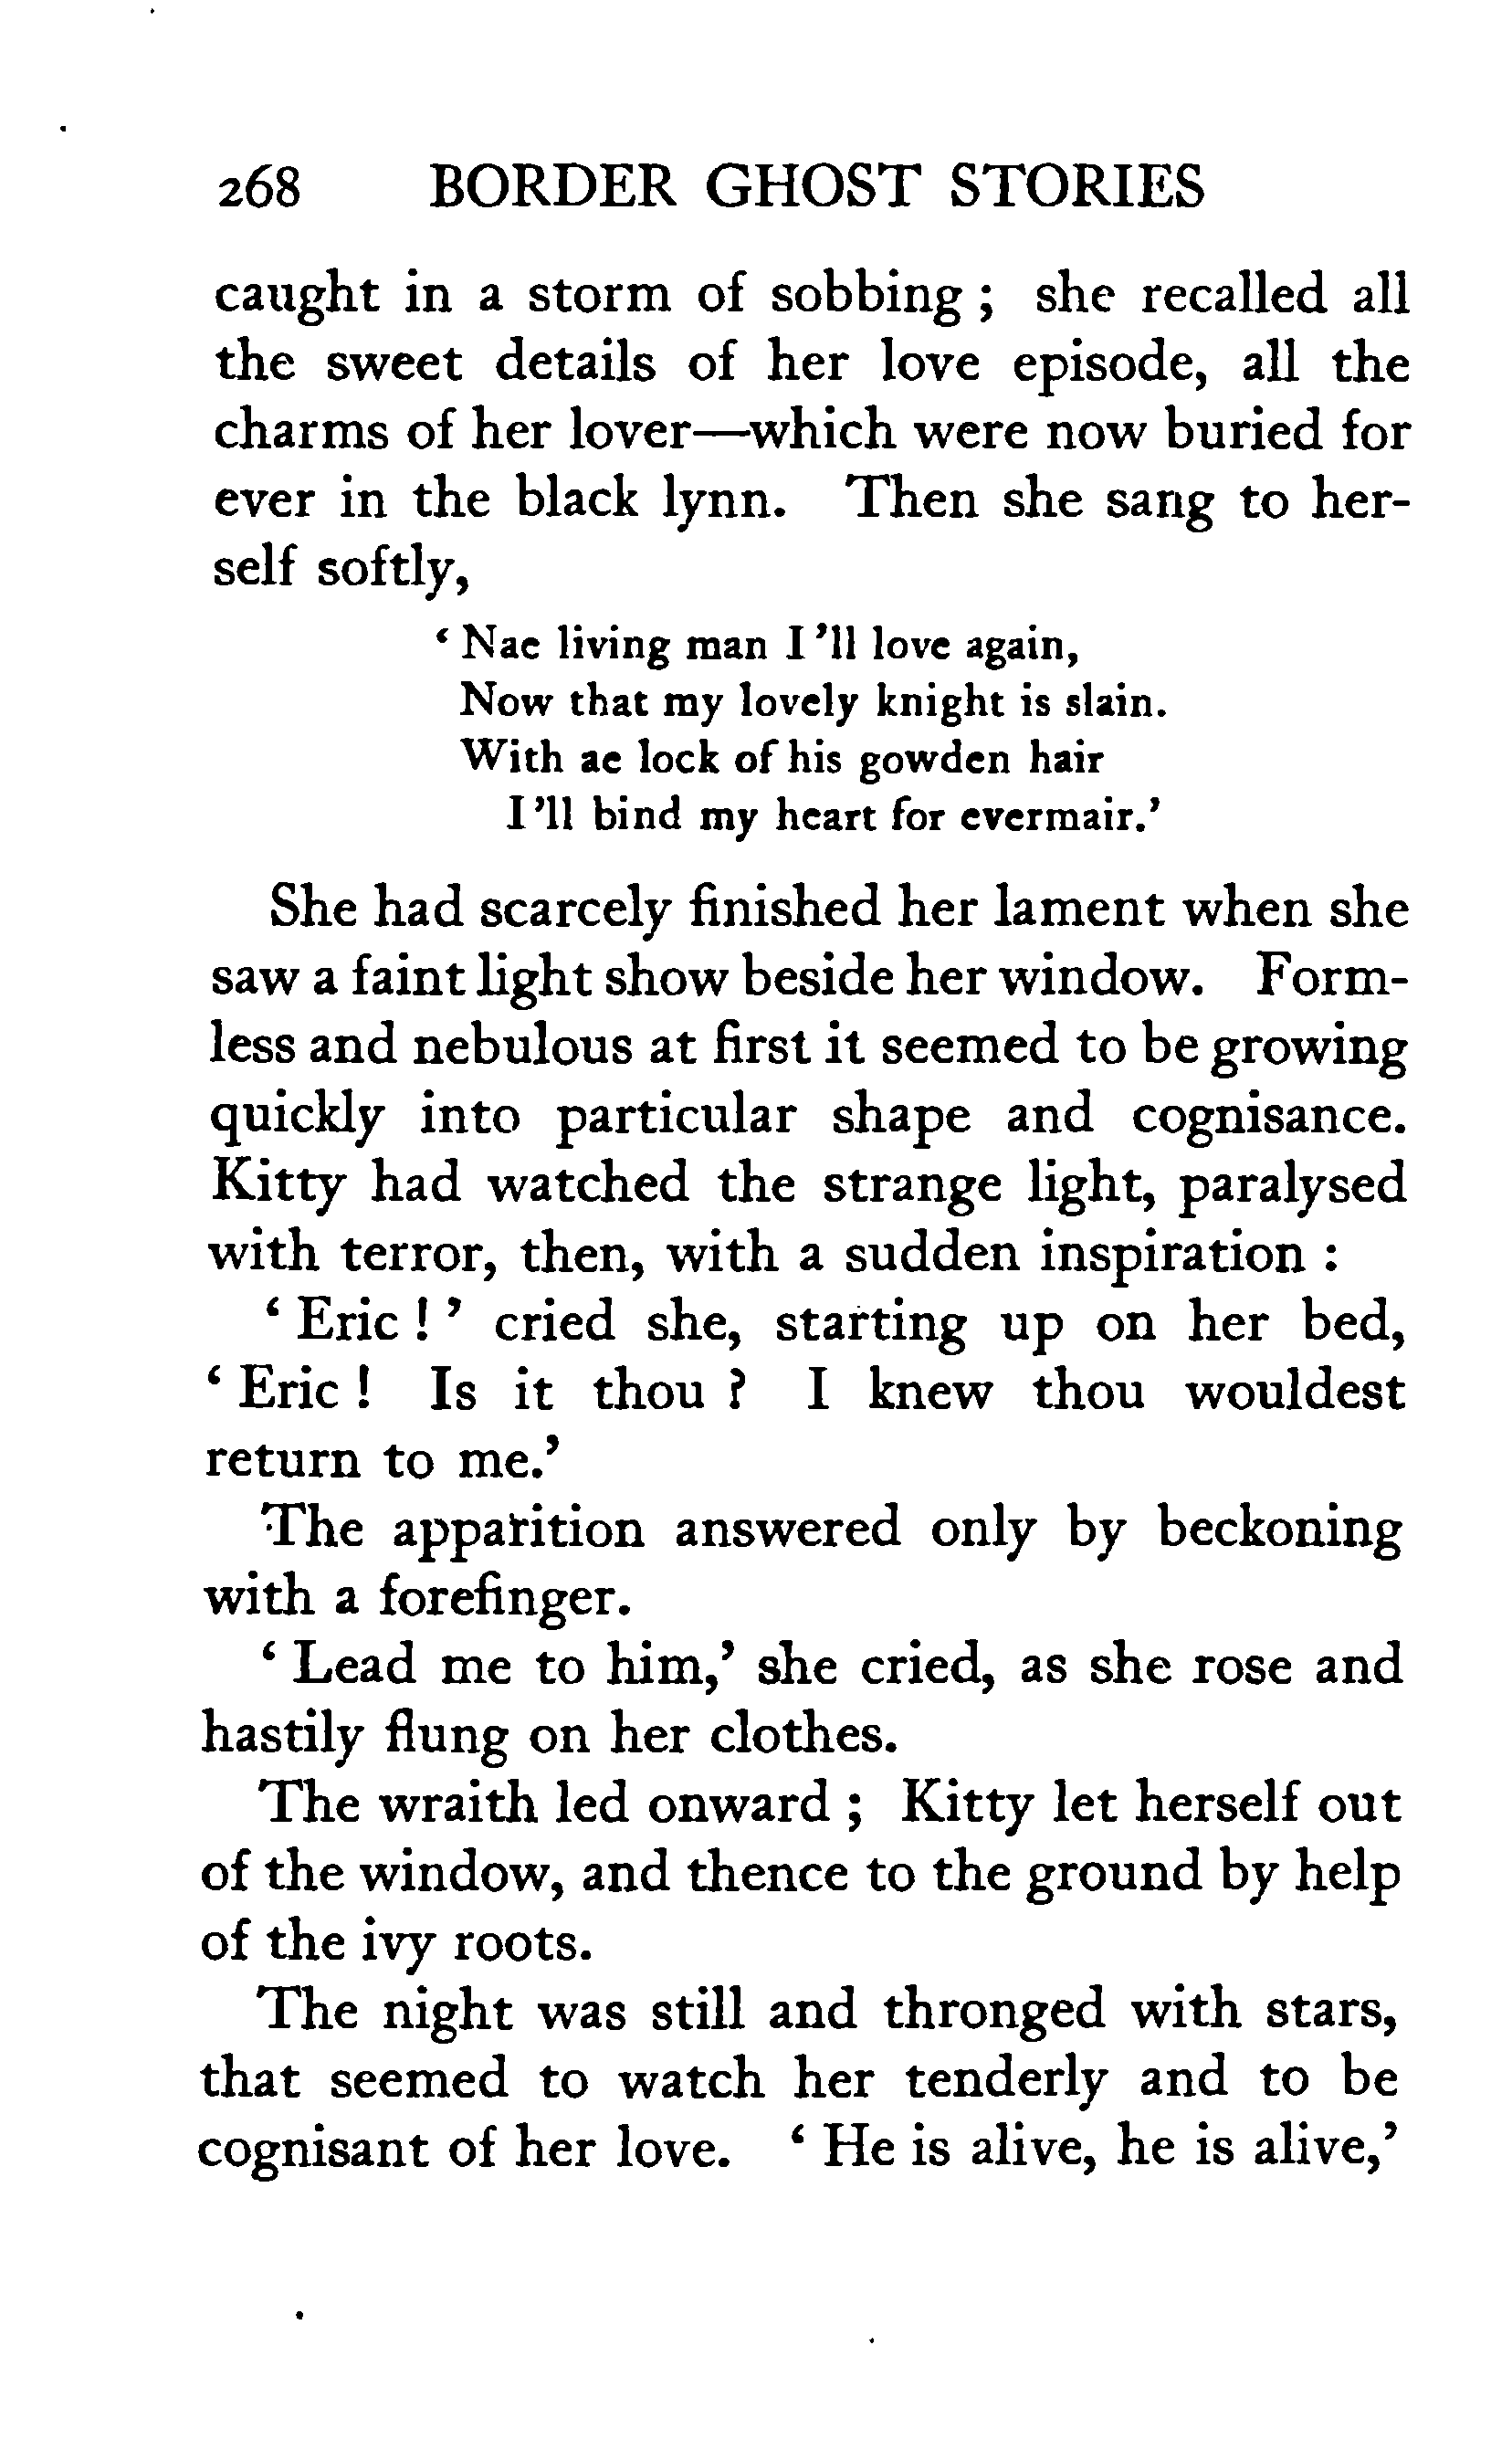 268 BORDER GHOST STORIES
caught in a storm of sobbing ; she recalled all
the sweet details of her love episode, all the
charms of her lover—which were now buried for
ever in the black lynn. Then she sang to her-
self softly,
‘ Nae living man I ’ll love again,
Now that my lovely knight is slain.
With ae lock of his gowden hair
I ’ll bind my heart for evermair.’
She had scarcely finished her lament when she
saw a faint light show beside her window. Form-
less and nebulous at first it seemed to be growing
quickly into particular shape and cognisance.
Kitty had watched the strange light, paralysed
with terror, then, with a sudden inspiration :
‘ Eric ! ’ cried she, starting up on her bed,
‘ Eric ! Is it thou ? I knew thou wouldest
return to me.’
The apparition answered only by beckoning
with a forefinger.
‘ Lead me to him,’ she cried, as she rose and
hastily flung on her clothes.
The wraith led onward ; Kitty let herself out
of the window, and thence to the ground by help
of the ivy roots.
The night was still and thronged with stars,
that seemed to watch her tenderly and to be
cognisant of her love. ‘ He is alive, he is alive,’